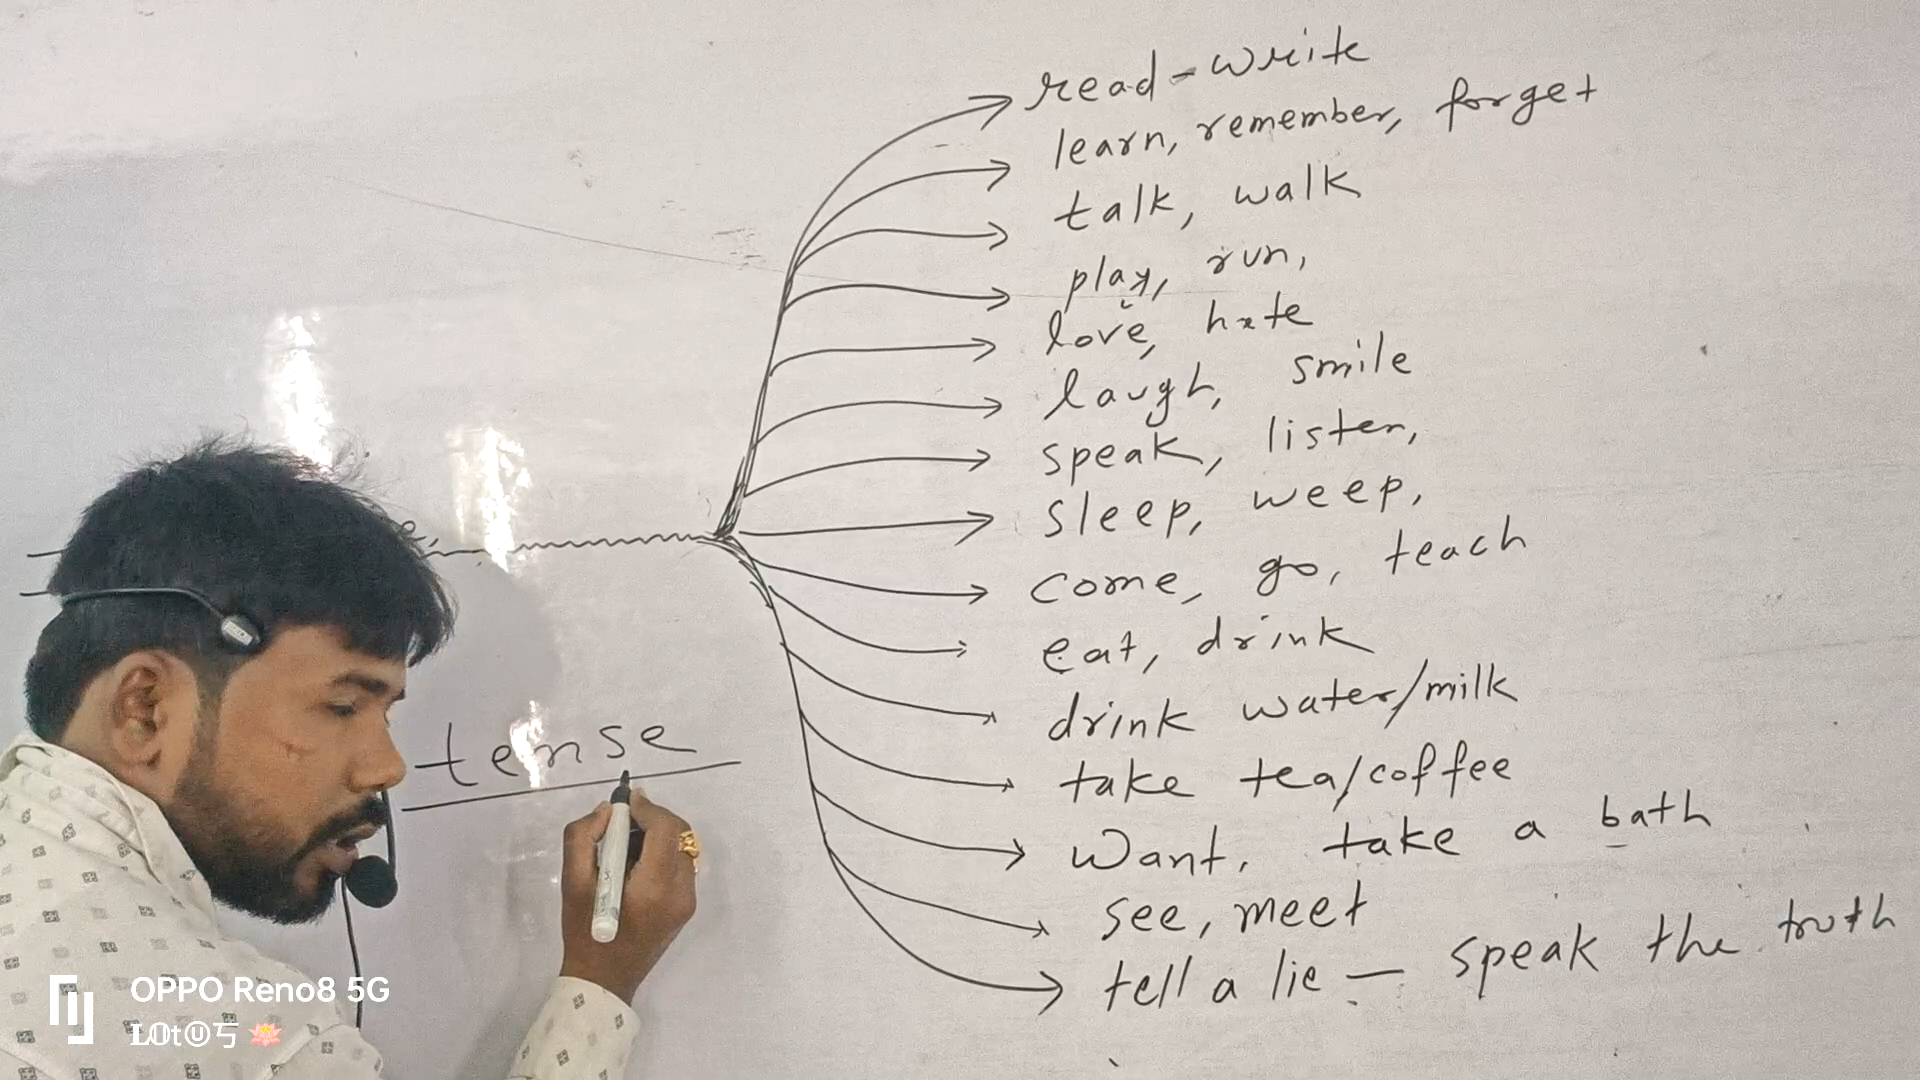 read - write
learn, remember, forget
talk, walk
play, run,
love, hate
laugh, smile
speak, listen,
sleep, weep,
come, go, teach
eat, drink
drink water/milk
take tea/coffee
want, take a bath
see, meet
tell a lie — speak the truth
tense
OPPO Reno8 5G